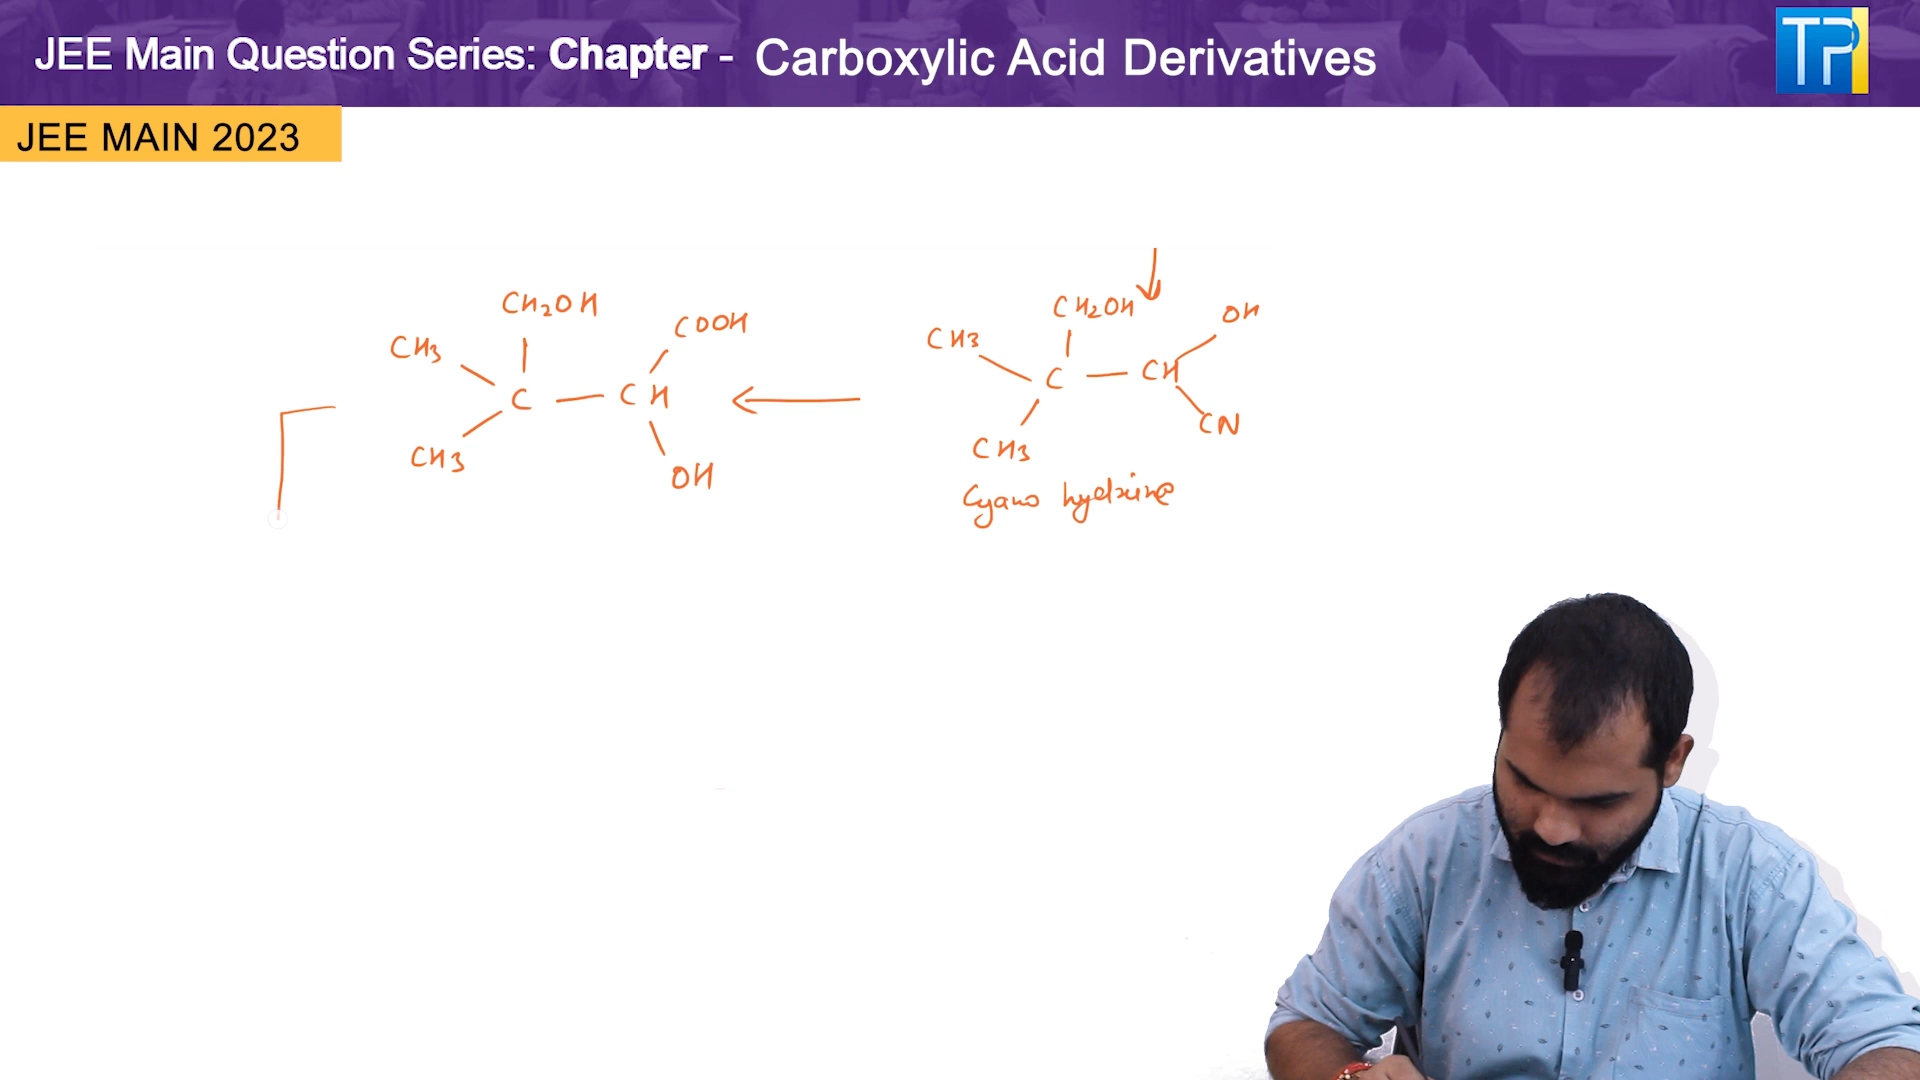 JEE Main Question Series: Chapter - Carboxylic Acid Derivatives
TP
JEE MAIN 2023
CH2OH
COOH
CH3
C — CH
CH3
OH
CH2OH
OH
CH3
C — CH
CN
CH3
Cyano hydrine